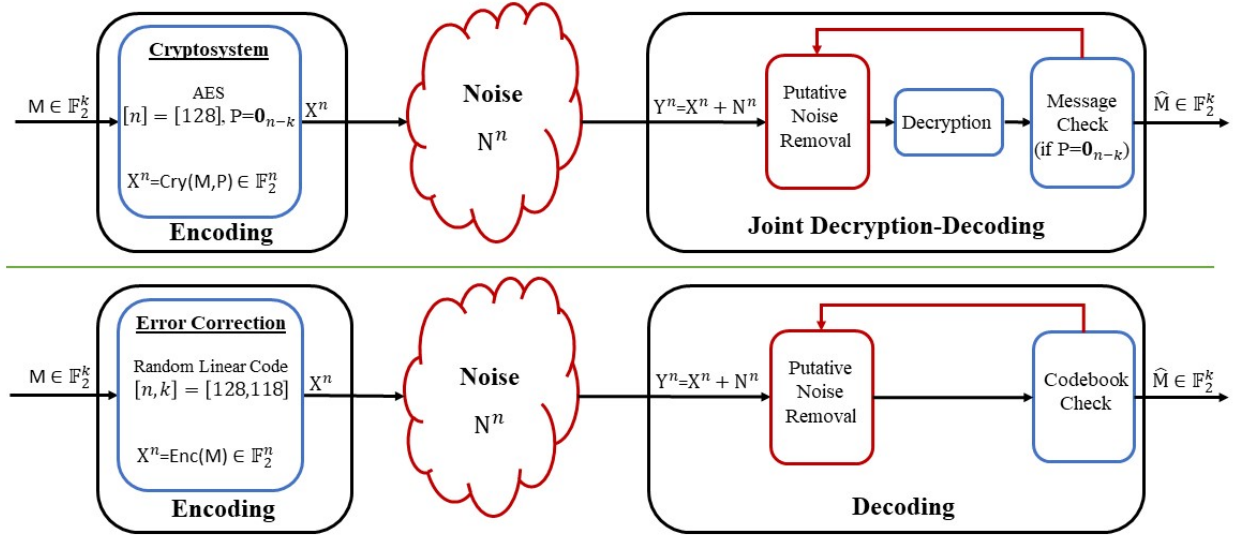 Cryptosystem
AES
[n] = [128], P=𝟎ₙ₋ₖ
Xⁿ=Cry(M,P) ∈ 𝔽₂ⁿ
Encoding
M ∈ 𝔽₂ᵏ
Xⁿ
Noise
Nⁿ
Yⁿ=Xⁿ + Nⁿ
Putative
Noise
Removal
Decryption
Message
Check
(if P=𝟎ₙ₋ₖ)
M̂ ∈ 𝔽₂ᵏ
Joint Decryption-Decoding
Error Correction
Random Linear Code
[n, k] = [128,118]
Xⁿ=Enc(M) ∈ 𝔽₂ⁿ
Encoding
M ∈ 𝔽₂ᵏ
Xⁿ
Noise
Nⁿ
Yⁿ=Xⁿ + Nⁿ
Putative
Noise
Removal
Codebook
Check
M̂ ∈ 𝔽₂ᵏ
Decoding